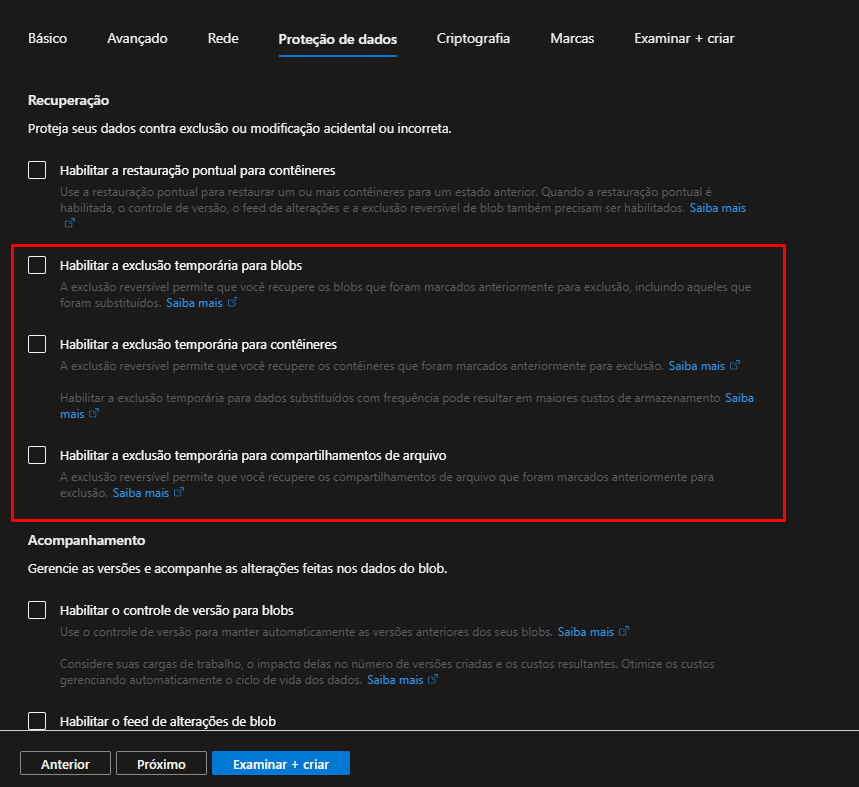 Básico Avançado Rede Proteção de dados Criptografia Marcas Examinar + criar
Recuperação
Proteja seus dados contra exclusão ou modificação acidental ou incorreta.
Habilitar a restauração pontual para contêineres
Use a restauração pontual para restaurar um ou mais contêineres para um estado anterior. Quando a restauração pontual é
habilitada, o controle de versão, o feed de alterações e a exclusão reversível de blob também precisam ser habilitados. Saiba mais
Habilitar a exclusão temporária para blobs
A exclusão reversível permite que você recupere os blobs que foram marcados anteriormente para exclusão, incluindo aqueles que
foram substituídos. Saiba mais
Habilitar a exclusão temporária para contêineres
A exclusão reversível permite que você recupere os contêineres que foram marcados anteriormente para exclusão. Saiba mais
Habilitar a exclusão temporária para dados substituídos com frequência pode resultar em maiores custos de armazenamento Saiba
mais
Habilitar a exclusão temporária para compartilhamentos de arquivo
A exclusão reversível permite que você recupere os compartilhamentos de arquivo que foram marcados anteriormente para
exclusão. Saiba mais
Acompanhamento
Gerencie as versões e acompanhe as alterações feitas nos dados do blob.
Habilitar o controle de versão para blobs
Use o controle de versão para manter automaticamente as versões anteriores dos seus blobs. Saiba mais
Considere suas cargas de trabalho, o impacto delas no número de versões criadas e os custos resultantes. Otimize os custos
gerenciando automaticamente o ciclo de vida dos dados. Saiba mais
Habilitar o feed de alterações de blob
Anterior Próximo Examinar + criar